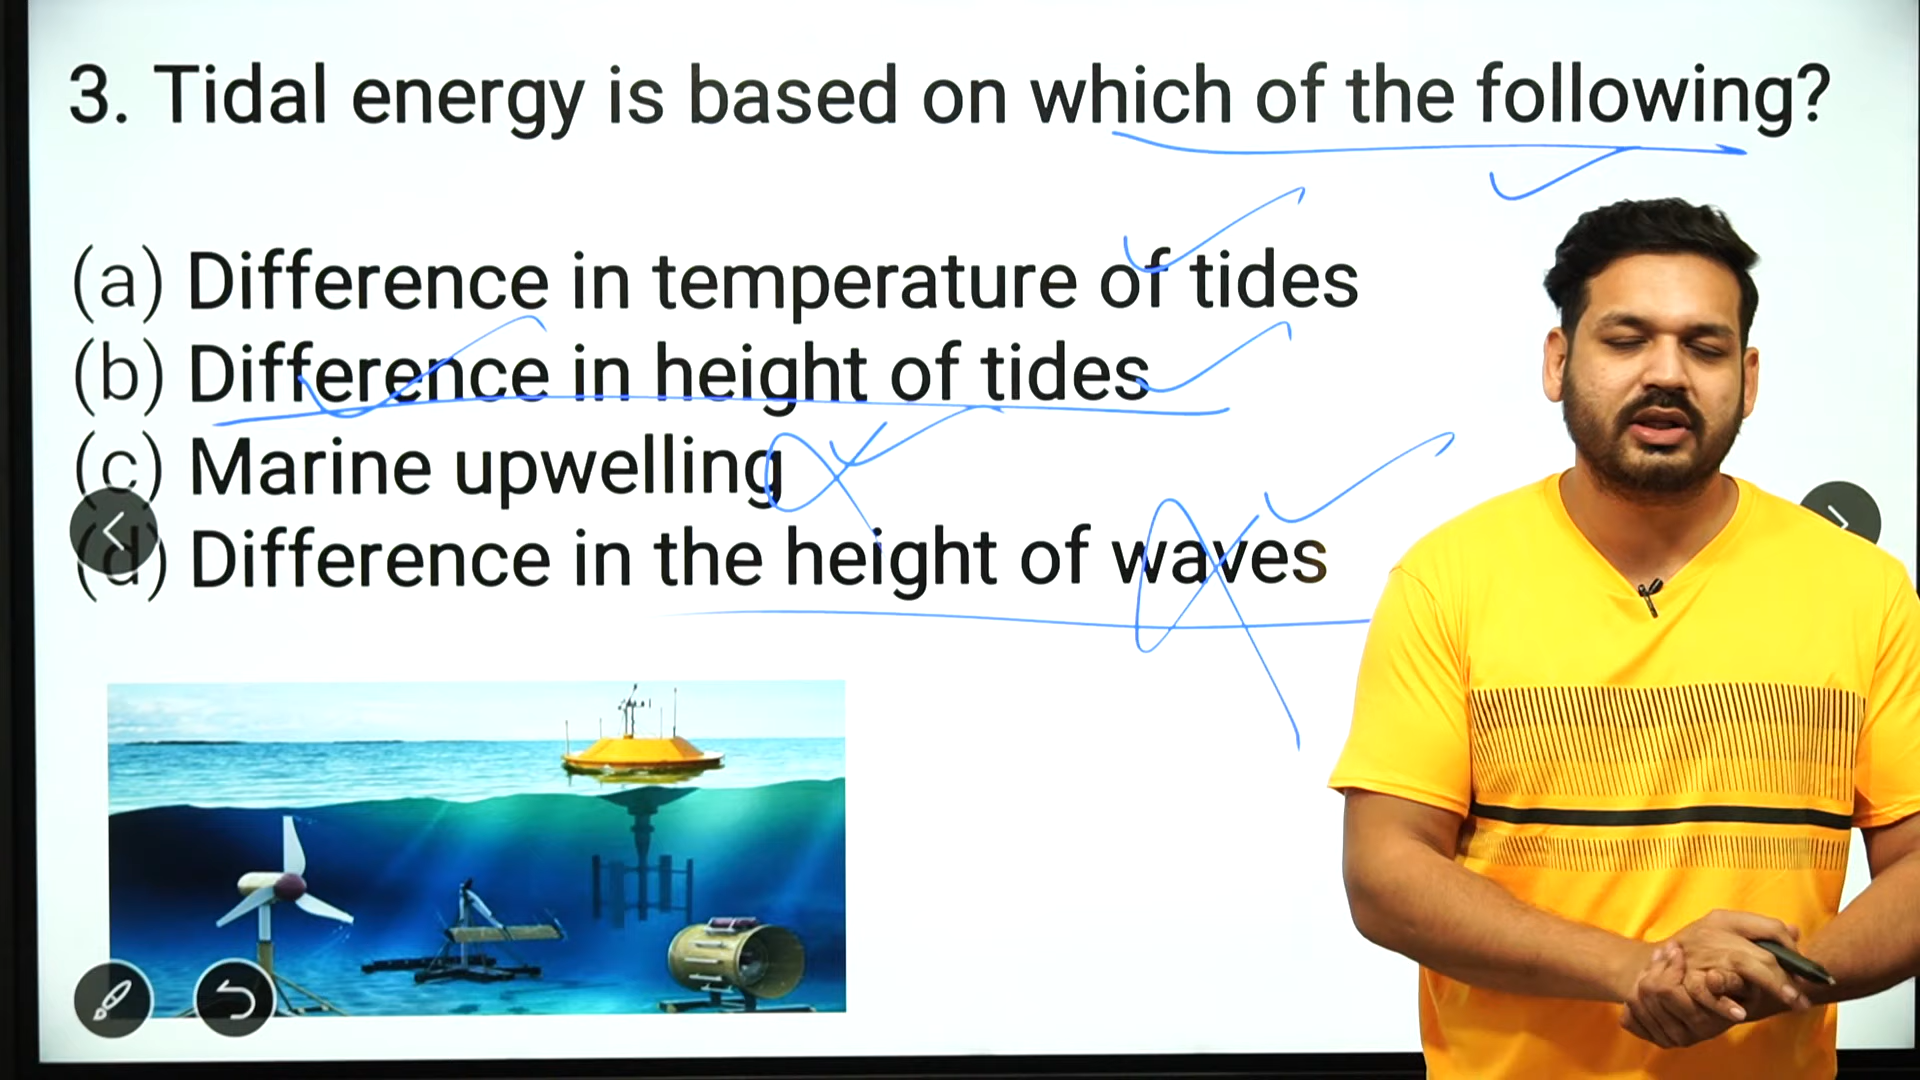 3. Tidal energy is based on which of the following?
(a) Difference in temperature of tides
(b) Difference in height of tides
(c) Marine upwelling
(d) Difference in the height of waves